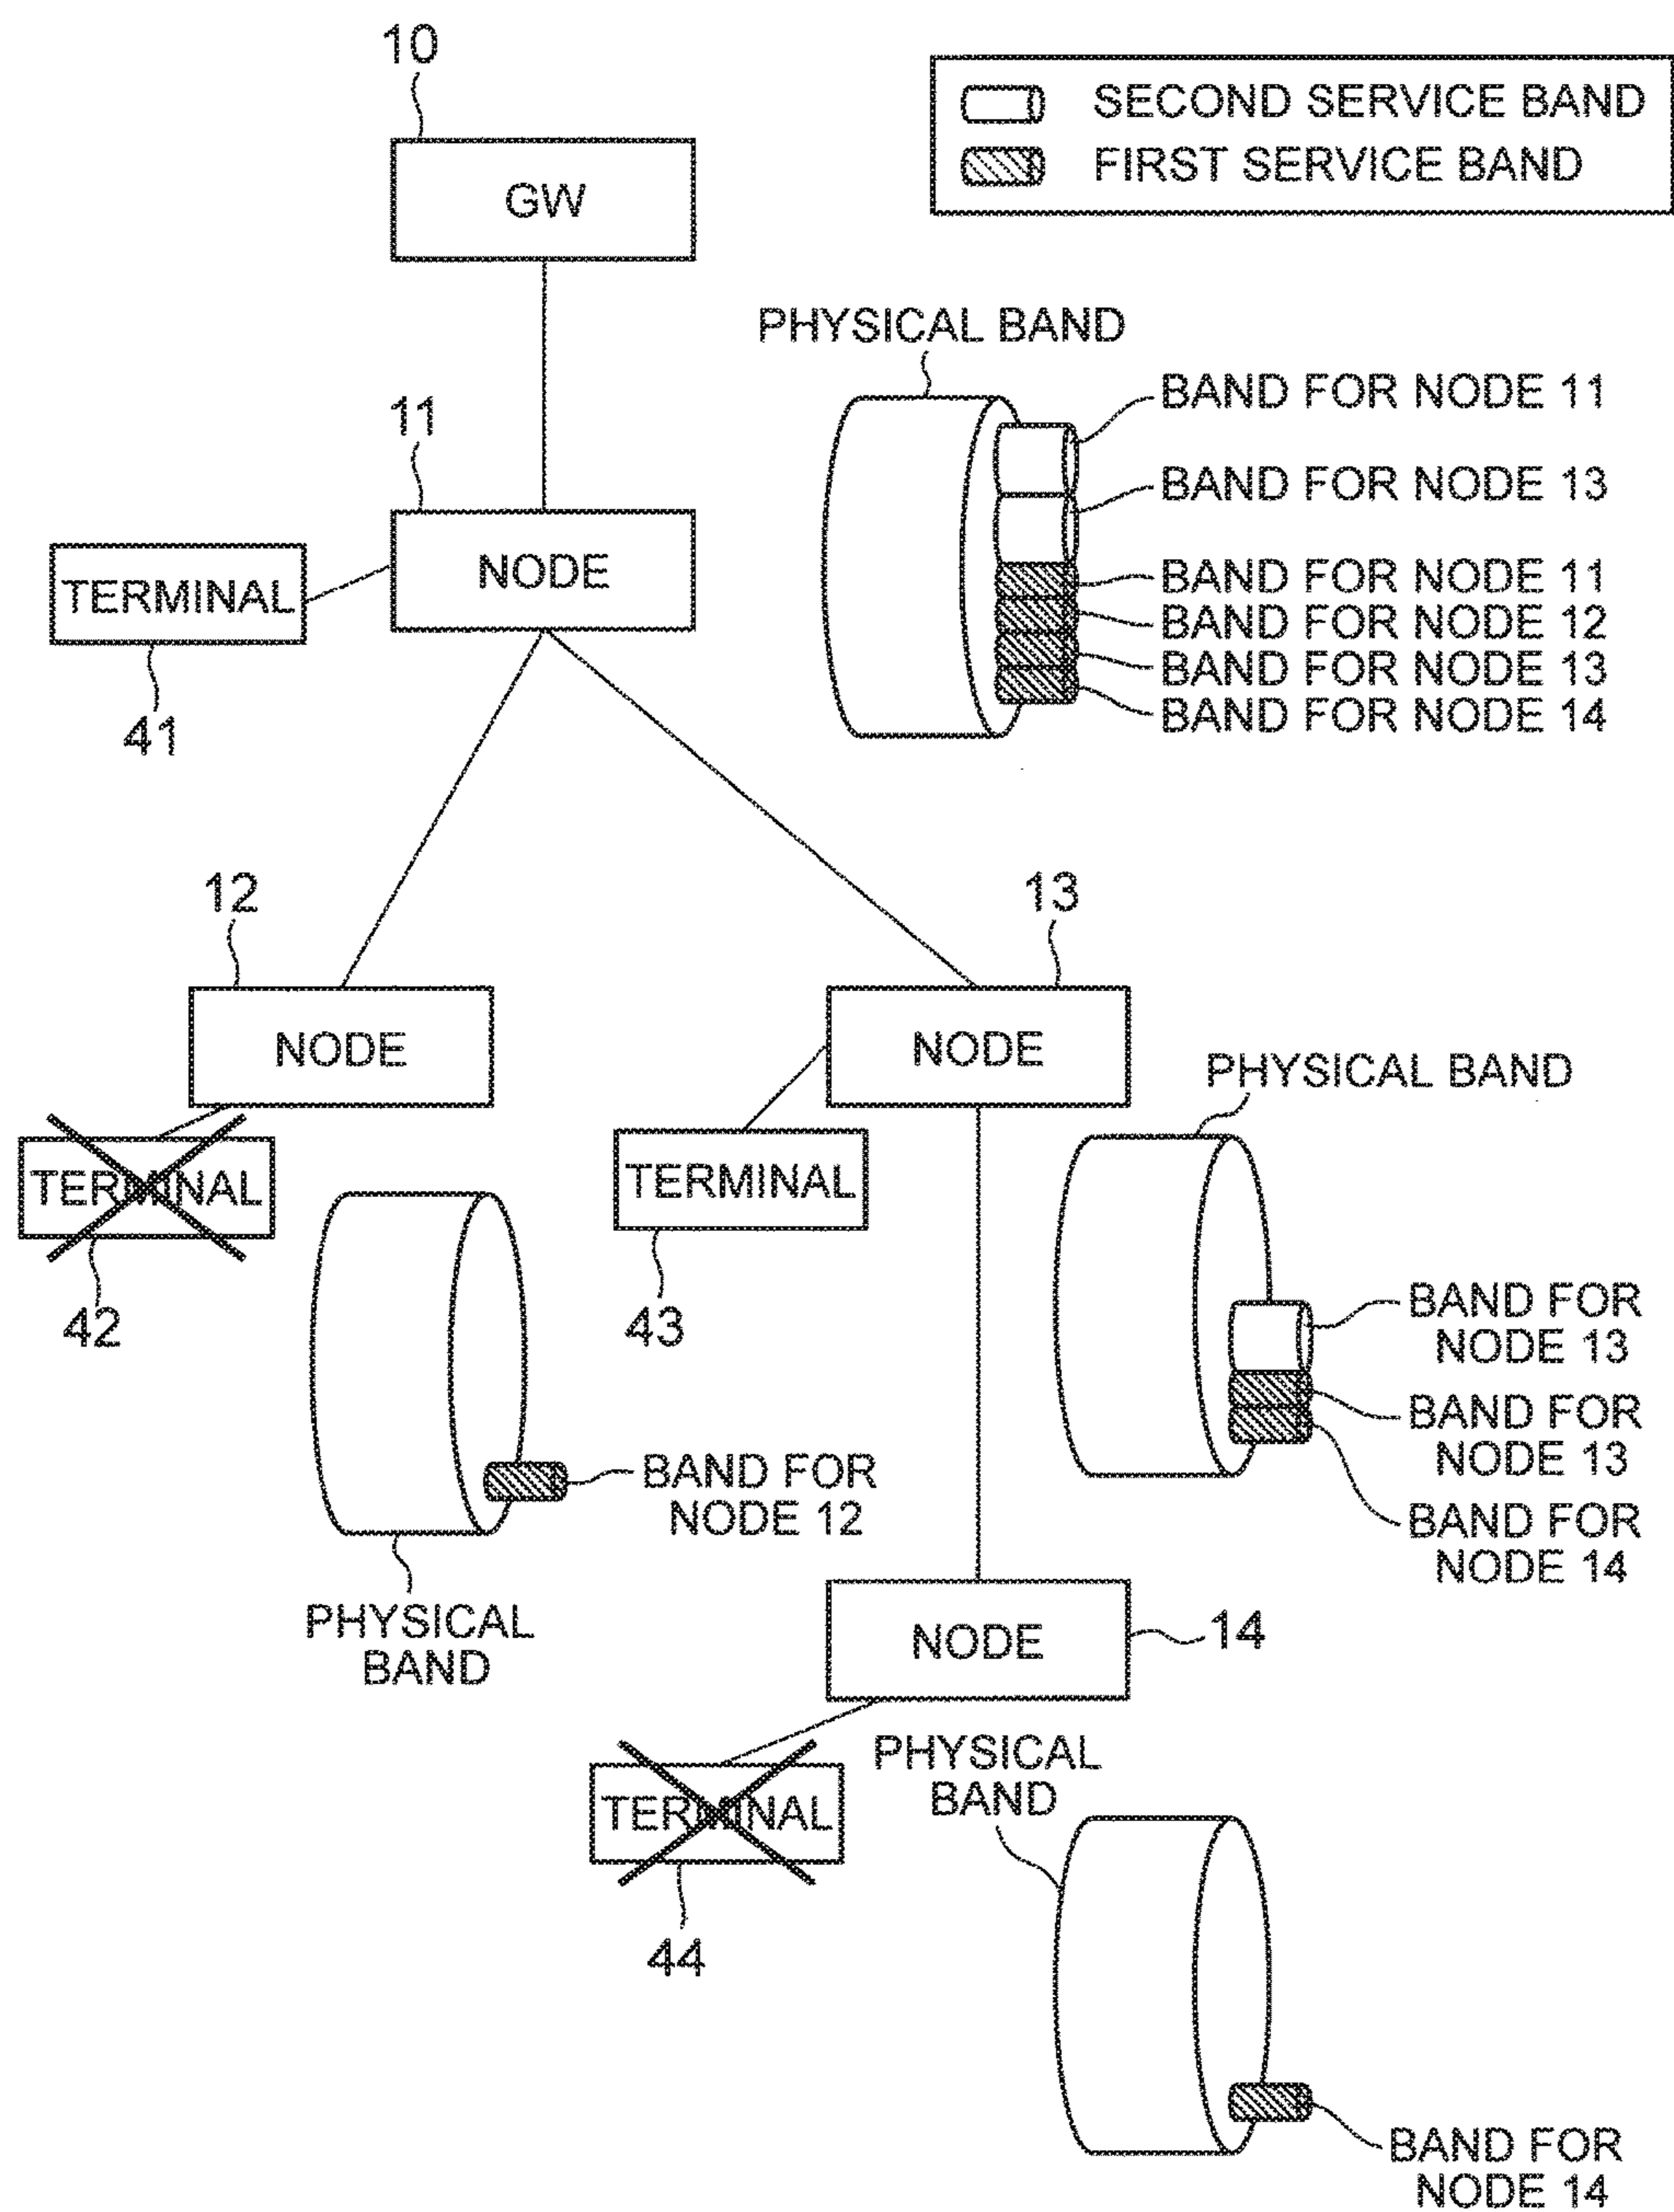 10
SECOND SERVICE BAND
FIRST SERVICE BAND
GW
PHYSICAL BAND
BAND FOR NODE 11
11
BAND FOR NODE 13
NODE
TERMINAL
BAND FOR NODE 11
BAND FOR NODE 12
BAND FOR NODE 13
BAND FOR NODE 14
41
12
13
NODE
NODE
PHYSICAL BAND
TERMINAL
TERMINAL
42
43
BAND FOR
NODE 13
BAND FOR
NODE 13
BAND FOR
NODE 12
BAND FOR
NODE 14
PHYSICAL
BAND
NODE
14
PHYSICAL
BAND
TERMINAL
44
BAND FOR
NODE 14